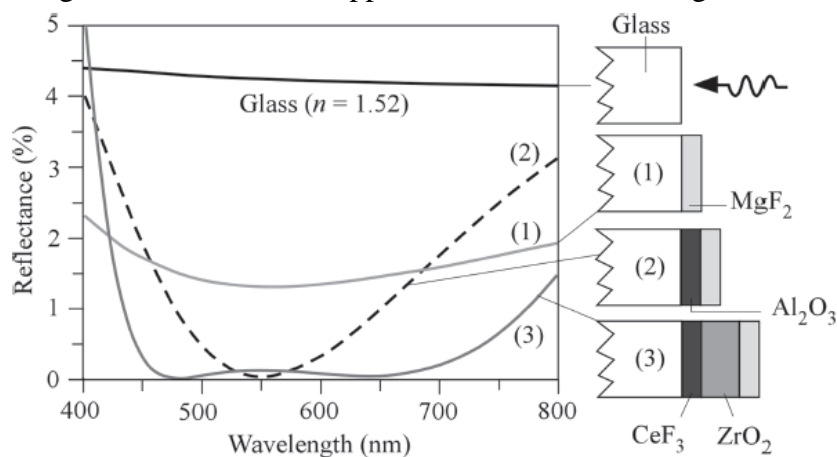 5
4
3
2
1
0
Reflectance (%)
400
500
600
700
800
Wavelength (nm)
Glass (n = 1.52)
(2)
(1)
(3)
Glass
(1)
MgF2
(2)
Al2O3
(3)
CeF3 ZrO2